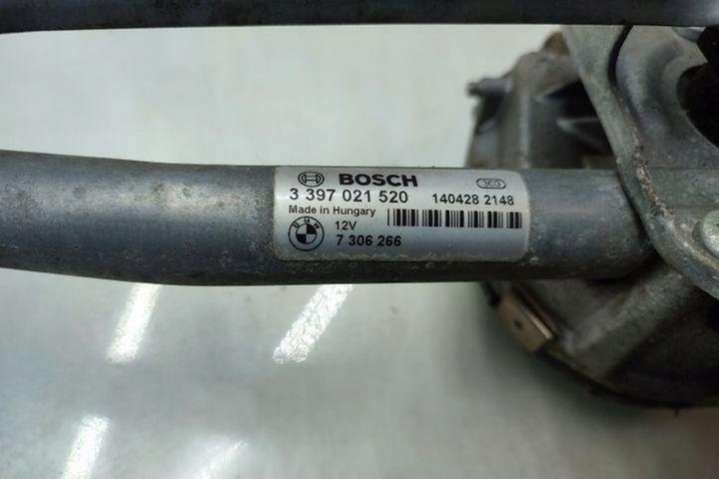 BOSCH
3 397 021 520 140428 2148
Made in Hungary
12V
7 306 266